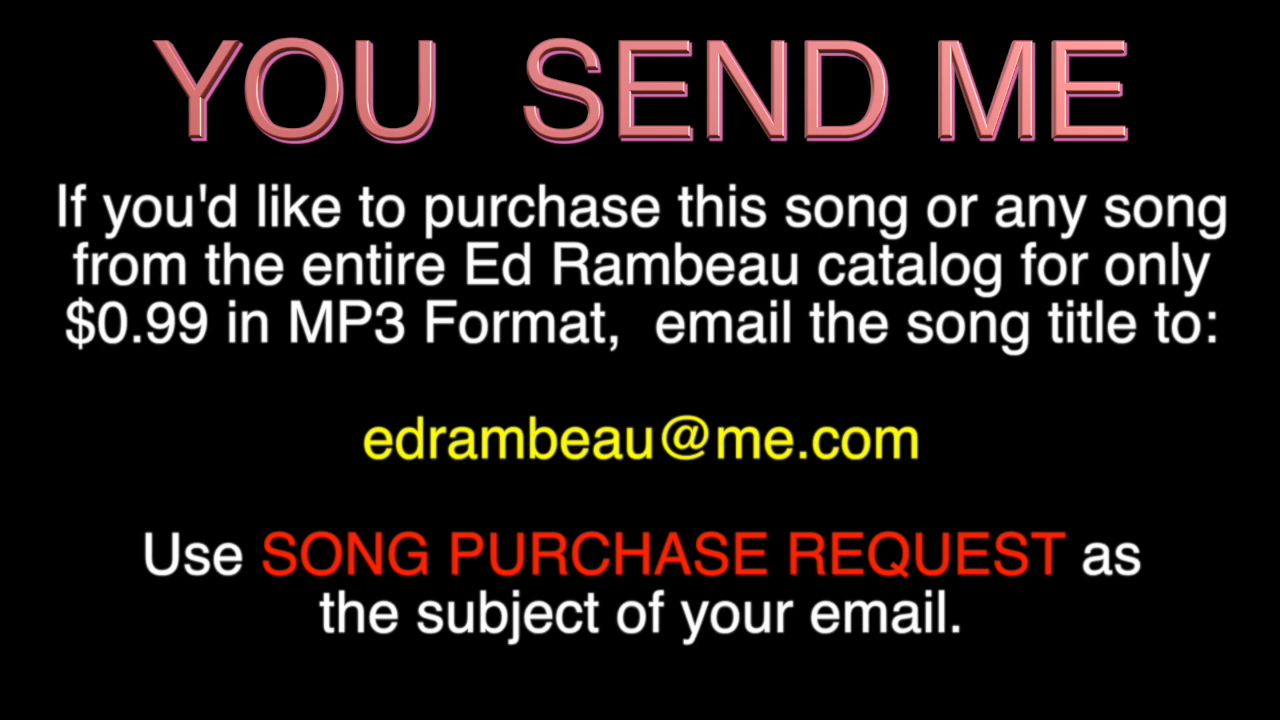 YOU  SEND ME
If you'd like to purchase this song or any song
from the entire Ed Rambeau catalog for only
$0.99 in MP3 Format,  email the song title to:
edrambeau@me.com
Use SONG PURCHASE REQUEST as
the subject of your email.